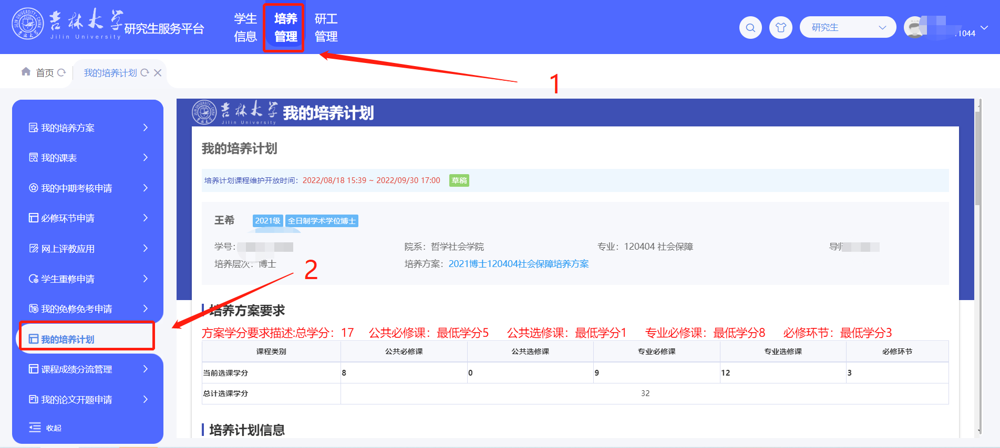 吉林大学
Jilin University
研究生服务平台
学生
信息
培养
管理
研工
管理
研究生
1044
首页
我的培养计划
1
我的培养方案
我的课表
我的中期考核申请
必修环节申请
网上评教应用
学生重修申请
我的免修免考申请
我的培养计划
课程成绩分流管理
我的论文开题申请
收起
2
吉林大学
Jilin University
我的培养计划
我的培养计划
培养计划课程维护开放时间：2022/08/18 15:39 ~ 2022/09/30 17:00 草稿
王希 2021级 全日制学术学位博士
学号： 院系：哲学社会学院 专业：120404 社会保障 导师
培养层次：博士 培养方案：2021博士120404社会保障培养方案
培养方案要求
方案学分要求描述:总学分：17 公共必修课：最低学分5 公共选修课：最低学分1 专业必修课：最低学分8 必修环节：最低学分3
课程类别 公共必修课 公共选修课 专业必修课 专业选修课 必修环节
当前选课学分 8 0 9 12 3
总计选课学分 32
培养计划信息